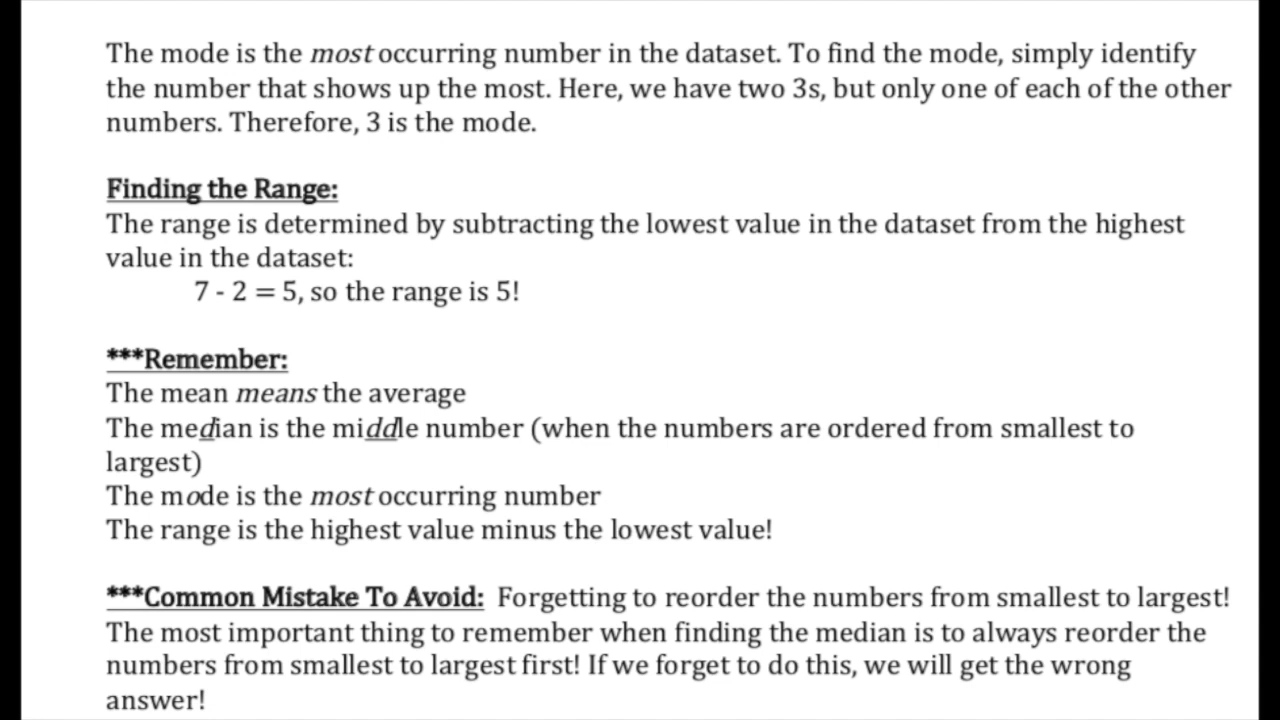 The mode is the most occurring number in the dataset. To find the mode, simply identify
the number that shows up the most. Here, we have two 3s, but only one of each of the other
numbers. Therefore, 3 is the mode.
Finding the Range:
The range is determined by subtracting the lowest value in the dataset from the highest
value in the dataset:
7 - 2 = 5, so the range is 5!
***Remember:
The mean means the average
The median is the middle number (when the numbers are ordered from smallest to
largest)
The mode is the most occurring number
The range is the highest value minus the lowest value!
***Common Mistake To Avoid: Forgetting to reorder the numbers from smallest to largest!
The most important thing to remember when finding the median is to always reorder the
numbers from smallest to largest first! If we forget to do this, we will get the wrong
answer!